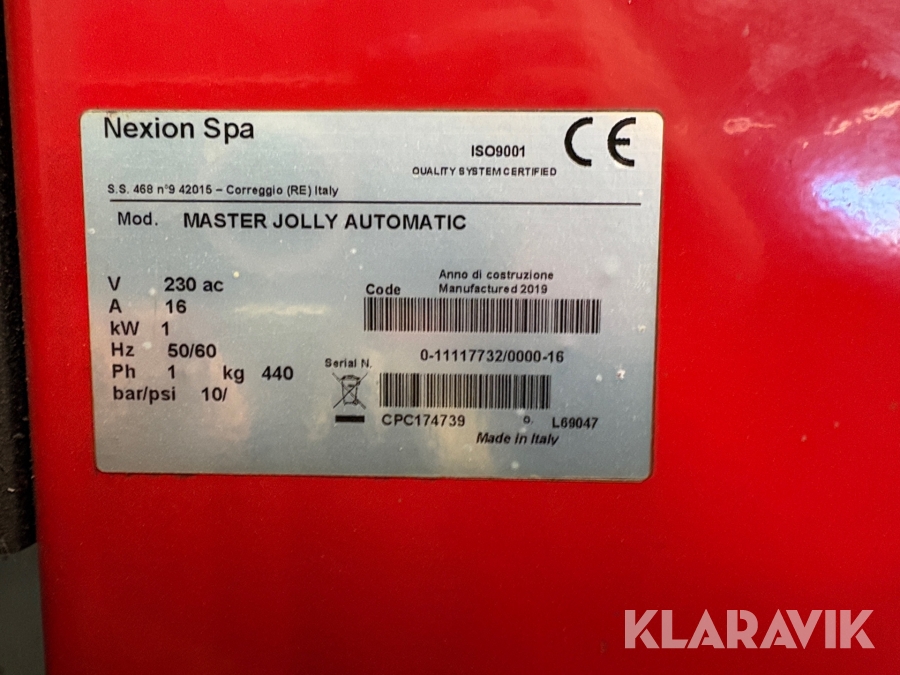 Nexion Spa
CE
ISO9001
QUALITY SYSTEM CERTIFIED
S.S. 468 n°9 42015 – Correggio (RE) Italy
Mod. MASTER JOLLY AUTOMATIC
V 230 ac
A 16
kW 1
Hz 50/60
Ph 1 kg 440
bar/psi 10/
Anno di costruzione
Code Manufactured 2019
0-11117732/0000-16
Serial N.
CPC174739 o. L69047
Made in Italy
KLARAVIK